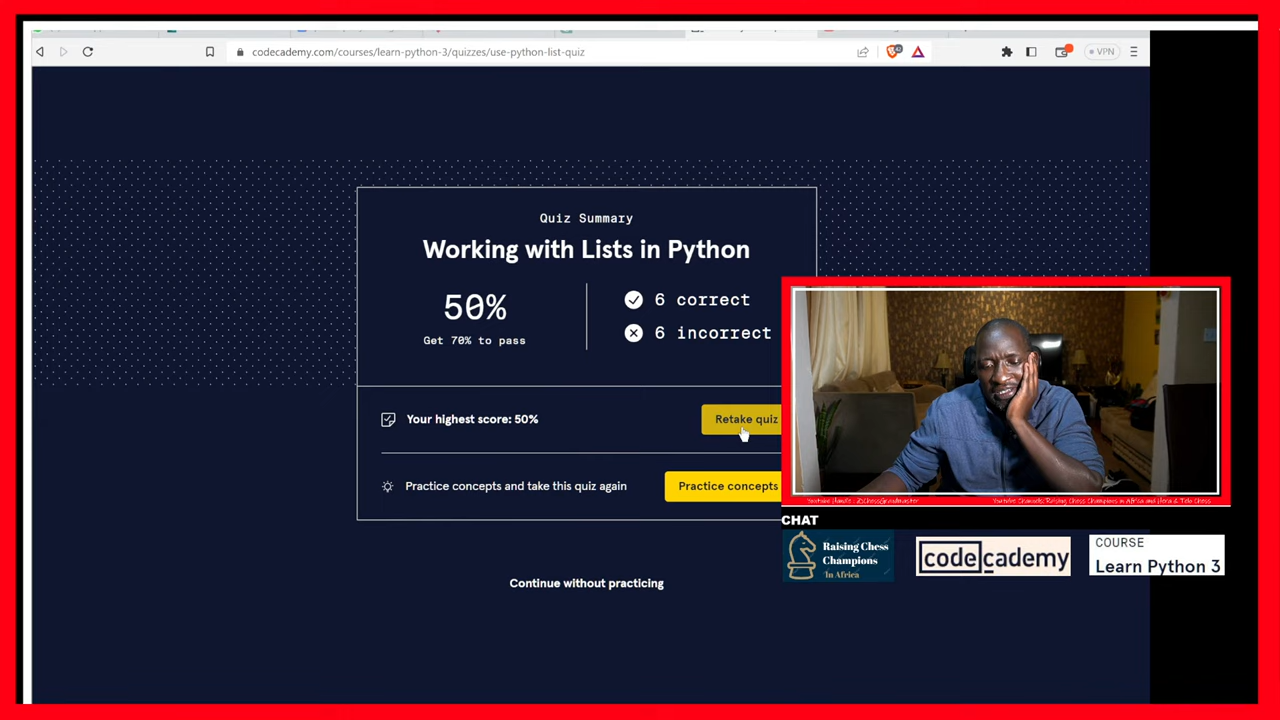 codecademy.com/courses/learn-python-3/quizzes/use-python-list-quiz
VPN
Quiz Summary
Working with Lists in Python
50%
Get 70% to pass
6 correct
6 incorrect
Your highest score: 50%
Retake quiz
Practice concepts and take this quiz again
Practice concepts
Continue without practicing
CHAT
Raising Chess
Champions
In Africa
codecademy
COURSE
Learn Python 3